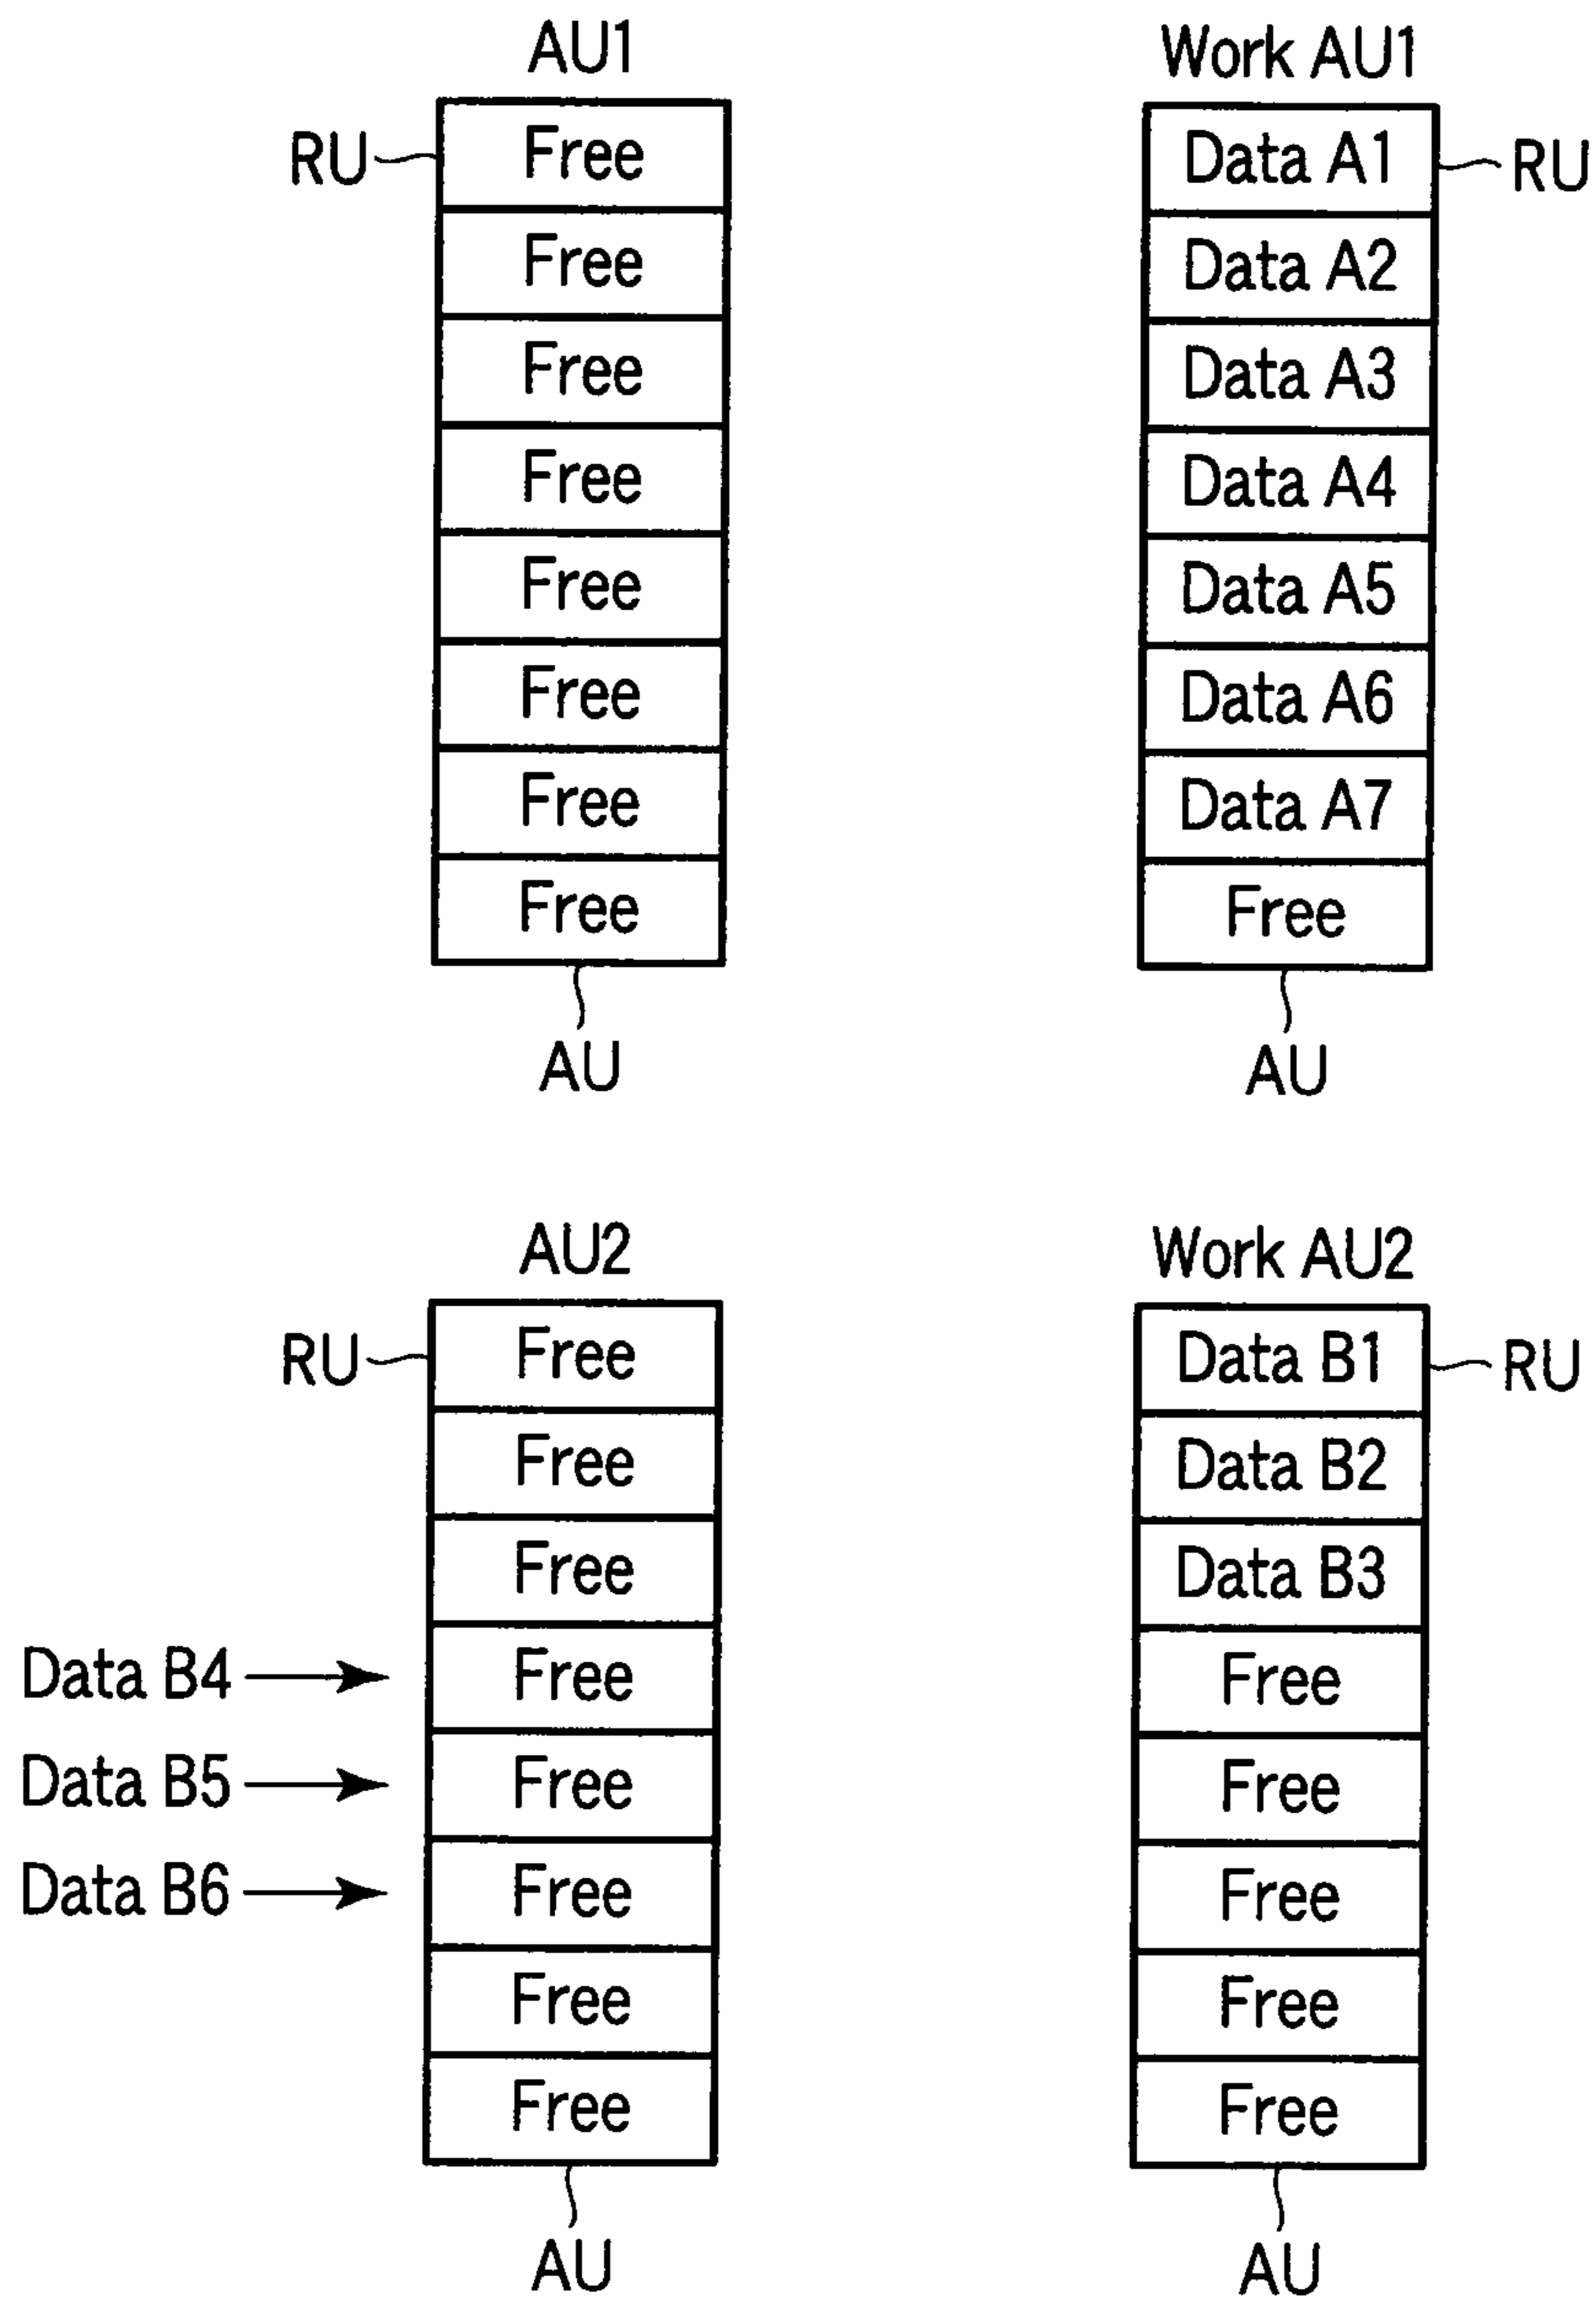 AU1
RU
Free
Free
Free
Free
Free
Free
Free
Free
AU
Work AU1
Data A1
RU
Data A2
Data A3
Data A4
Data A5
Data A6
Data A7
Free
AU
AU2
RU
Free
Free
Free
Data B4
Free
Data B5
Free
Data B6
Free
Free
Free
AU
Work AU2
Data B1
RU
Data B2
Data B3
Free
Free
Free
Free
Free
AU